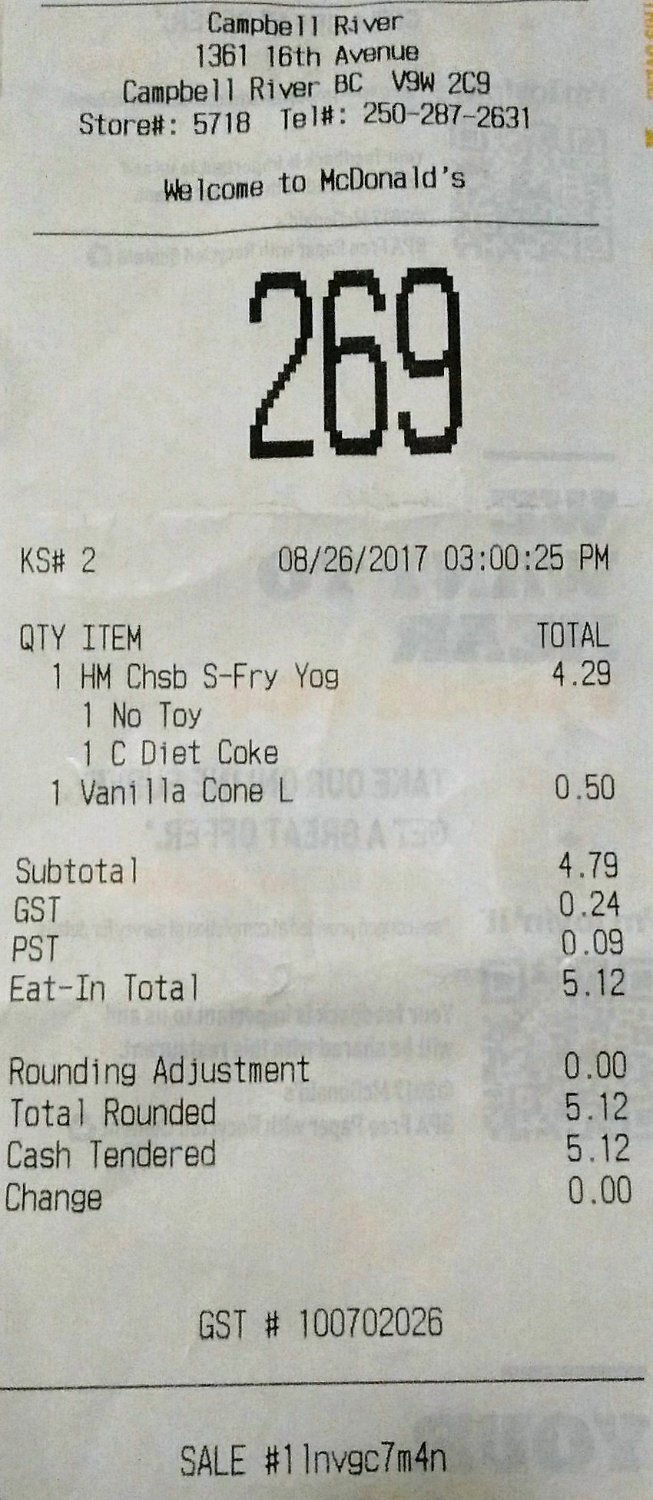 Campbell River
1361 16th Avenue
Campbell River BC V9W 2C9
Store#: 5718 Tel#: 250-287-2631
Welcome to McDonald's
269
KS# 2 08/26/2017 03:00:25 PM
QTY ITEM TOTAL
1 HM Chsb S-Fry Yog 4.29
1 No Toy
1 C Diet Coke
1 Vanilla Cone L 0.50
Subtotal 4.79
GST 0.24
PST 0.09
Eat-In Total 5.12
Rounding Adjustment 0.00
Total Rounded 5.12
Cash Tendered 5.12
Change 0.00
GST # 100702026
SALE #11nvgc7m4n